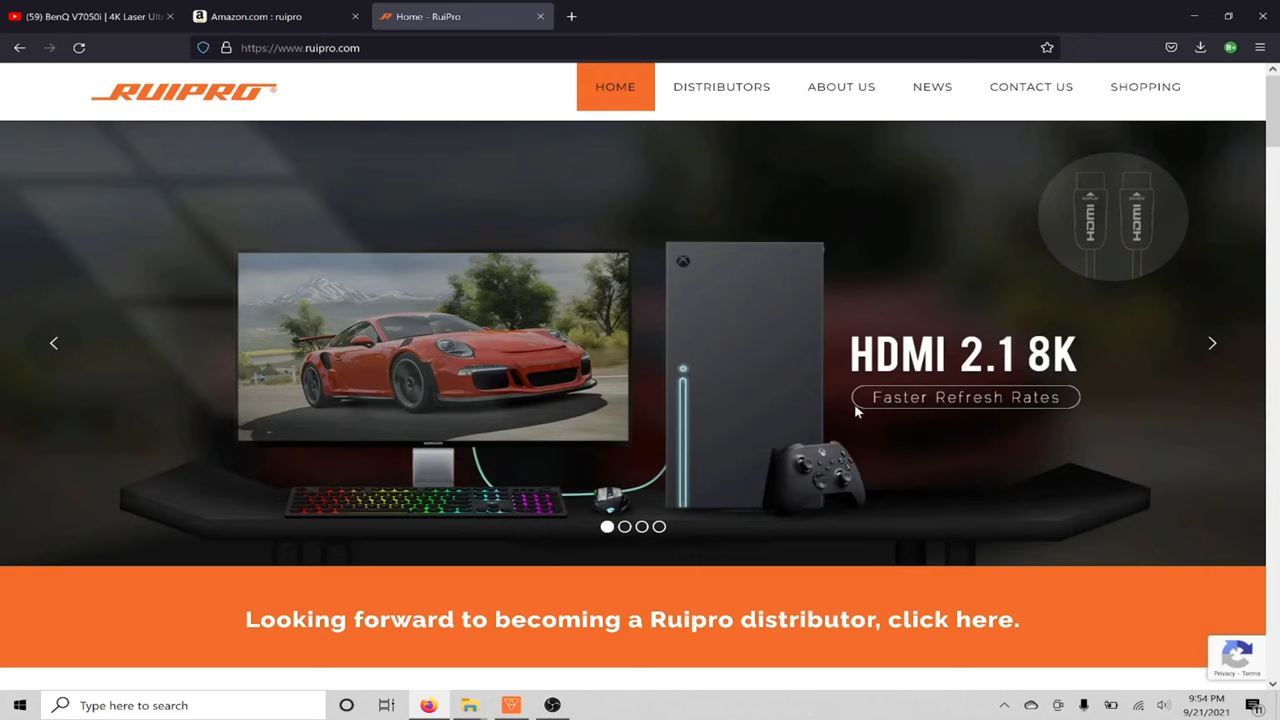 (59) BenQ V7050i | 4K Laser Ult
Amazon.com : ruipro
Home - RuiPro
https://www.ruipro.com
RUIPRO®
HOME
DISTRIBUTORS
ABOUT US
NEWS
CONTACT US
SHOPPING
DISPLAY
SOURCE
HDMI
HDMI
HDMI 2.1 8K
Faster Refresh Rates
Looking forward to becoming a Ruipro distributor, click here.
Privacy - Terms
Type here to search
9:54 PM
9/21/2021